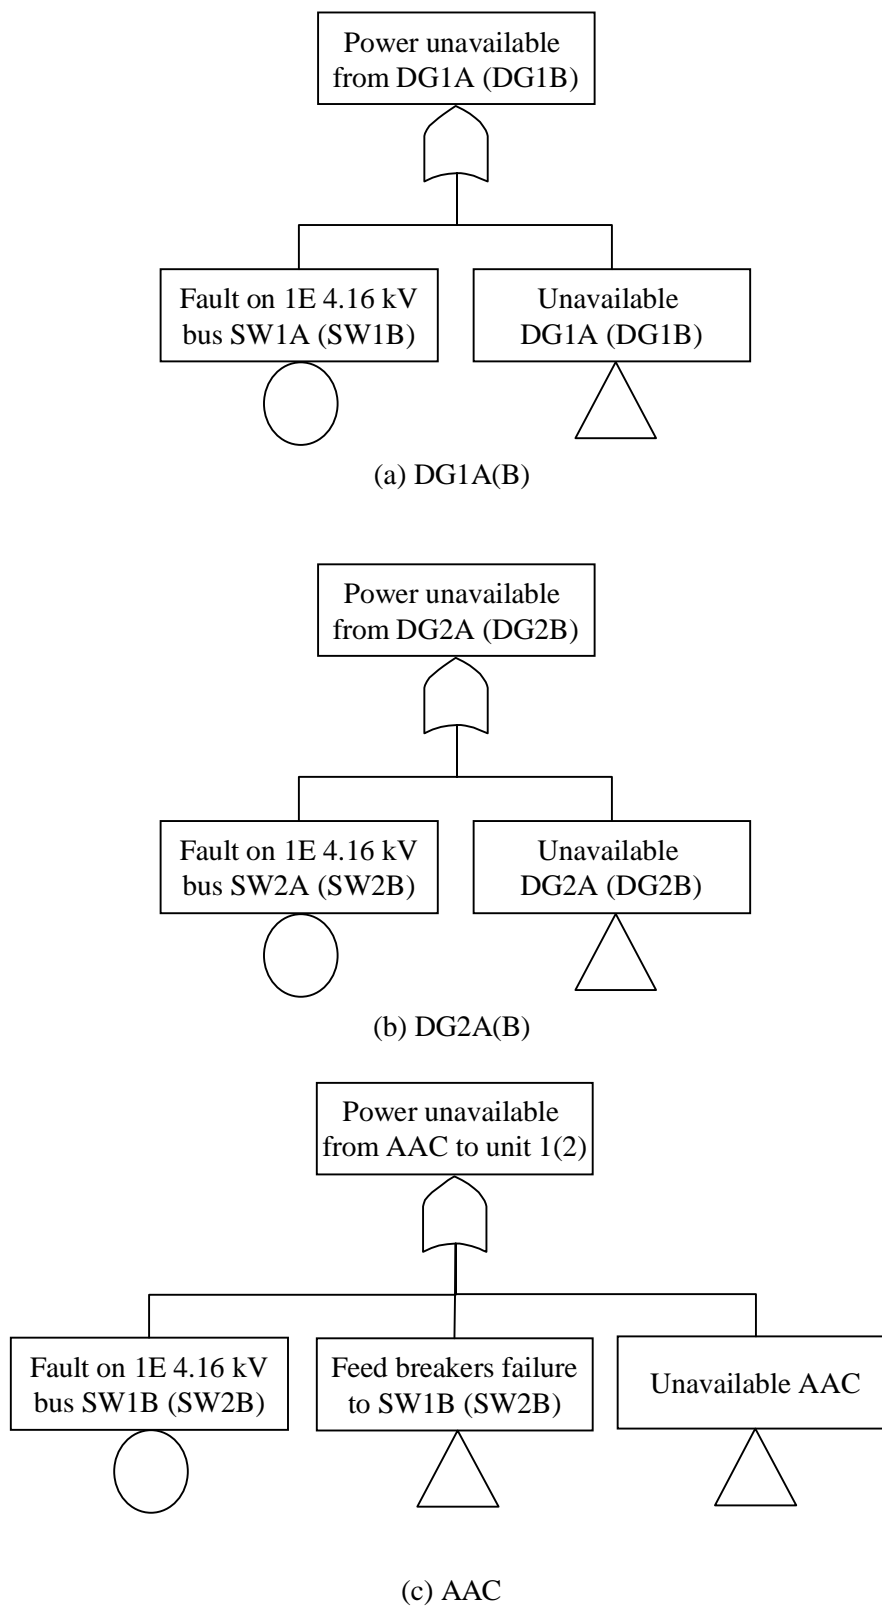 Power unavailable
from DG1A (DG1B)
Fault on 1E 4.16 kV
bus SW1A (SW1B)
Unavailable
DG1A (DG1B)
(a) DG1A(B)
Power unavailable
from DG2A (DG2B)
Fault on 1E 4.16 kV
bus SW2A (SW2B)
Unavailable
DG2A (DG2B)
(b) DG2A(B)
Power unavailable
from AAC to unit 1(2)
Fault on 1E 4.16 kV
bus SW1B (SW2B)
Feed breakers failure
to SW1B (SW2B)
Unavailable AAC
(c) AAC